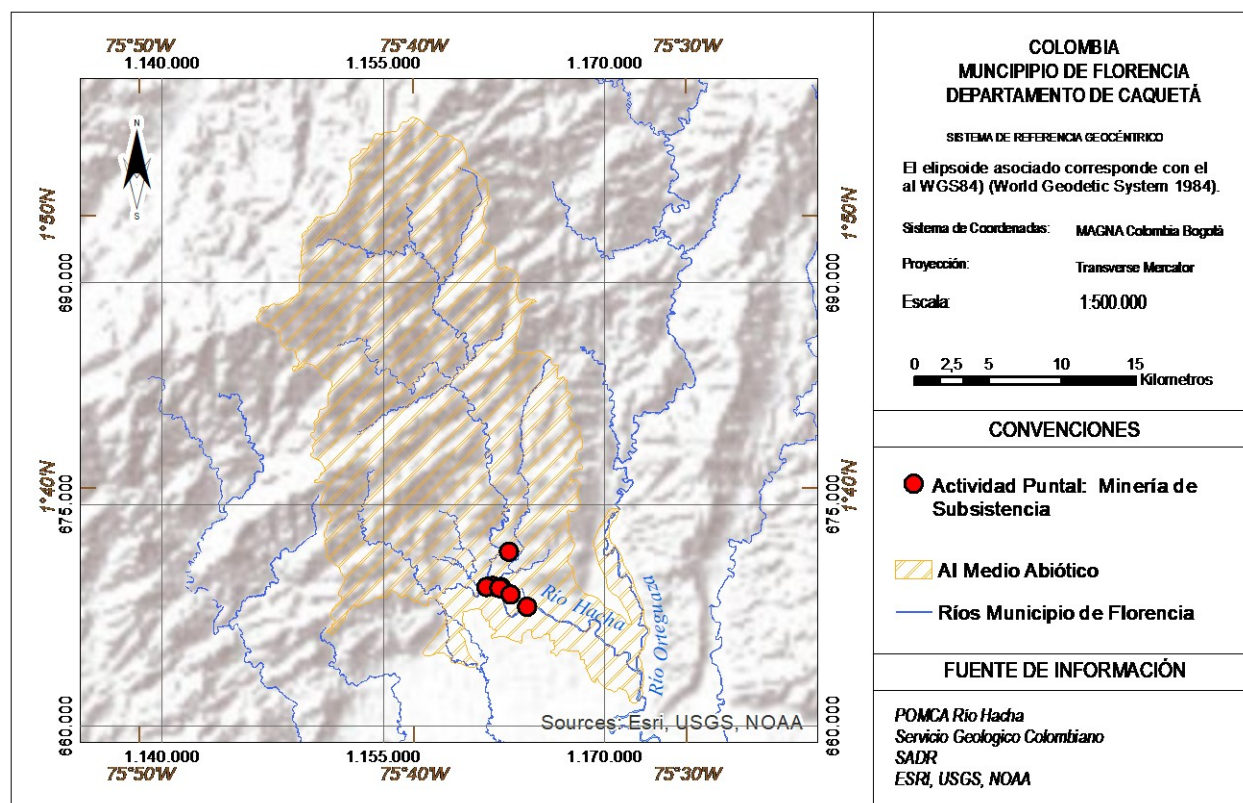 75°50'W 75°40'W 75°30'W
1.140.000 1.155.000 1.170.000
N
S
1°50'N
1°50'N
690.000
690.000
1°40'N
1°40'N
675.000
675.000
660.000
660.000
Río Hacha
Río Orteguaza
Sources: Esri, USGS, NOAA
1.140.000 1.155.000 1.170.000
75°50'W 75°40'W 75°30'W
COLOMBIA
MUNCIPIPIO DE FLORENCIA
DEPARTAMENTO DE CAQUETÁ
SISTEMA DE REFERENCIA GEOCÉNTRICO
El elipsoide asociado corresponde con el
al WGS84) (World Geodetic System 1984).
Sistema de Coordenadas: MAGNA Colombia Bogotá
Proyección: Transverse Mercator
Escala: 1:500.000
0 2,5 5 10 15
Kilometros
CONVENCIONES
Actividad Puntal: Minería de
Subsistencia
AI Medio Abiótico
Ríos Municipio de Florencia
FUENTE DE INFORMACIÓN
POMCA Río Hacha
Servicio Geologico Colombiano
SADR
ESRI, USGS, NOAA